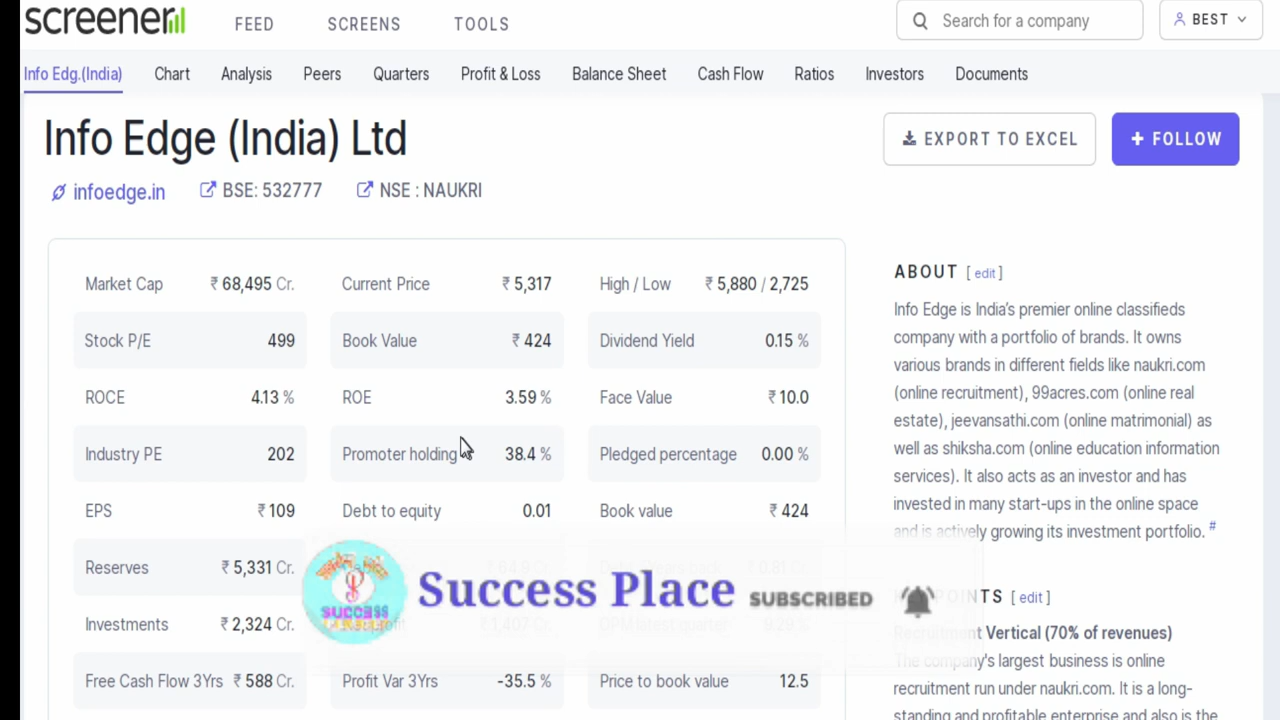 screener
FEED SCREENS TOOLS
Search for a company
BEST
Info Edg.(India) Chart Analysis Peers Quarters Profit & Loss Balance Sheet Cash Flow Ratios Investors Documents
Info Edge (India) Ltd
EXPORT TO EXCEL
+ FOLLOW
infoedge.in BSE: 532777 NSE : NAUKRI
Market Cap ₹ 68,495 Cr. Current Price ₹ 5,317 High / Low ₹ 5,880 / 2,725
Stock P/E 499 Book Value ₹ 424 Dividend Yield 0.15 %
ROCE 4.13 % ROE 3.59 % Face Value ₹ 10.0
Industry PE 202 Promoter holding 38.4 % Pledged percentage 0.00 %
EPS ₹ 109 Debt to equity 0.01 Book value ₹ 424
Reserves ₹ 5,331 Cr.
Investments ₹ 2,324 Cr.
Free Cash Flow 3Yrs ₹ 588 Cr. Profit Var 3Yrs -35.5 % Price to book value 12.5
SUCCESS
Success Place SUBSCRIBED
ABOUT [ edit ]
Info Edge is India's premier online classifieds
company with a portfolio of brands. It owns
various brands in different fields like naukri.com
(online recruitment), 99acres.com (online real
estate), jeevansathi.com (online matrimonial) as
well as shiksha.com (online education information
services). It also acts as an investor and has
invested in many start-ups in the online space
and is actively growing its investment portfolio. #
KEY POINTS [ edit ]
Recruitment Vertical (70% of revenues)
The company's largest business is online
recruitment run under naukri.com. It is a long-
standing and profitable enterprise and also is the